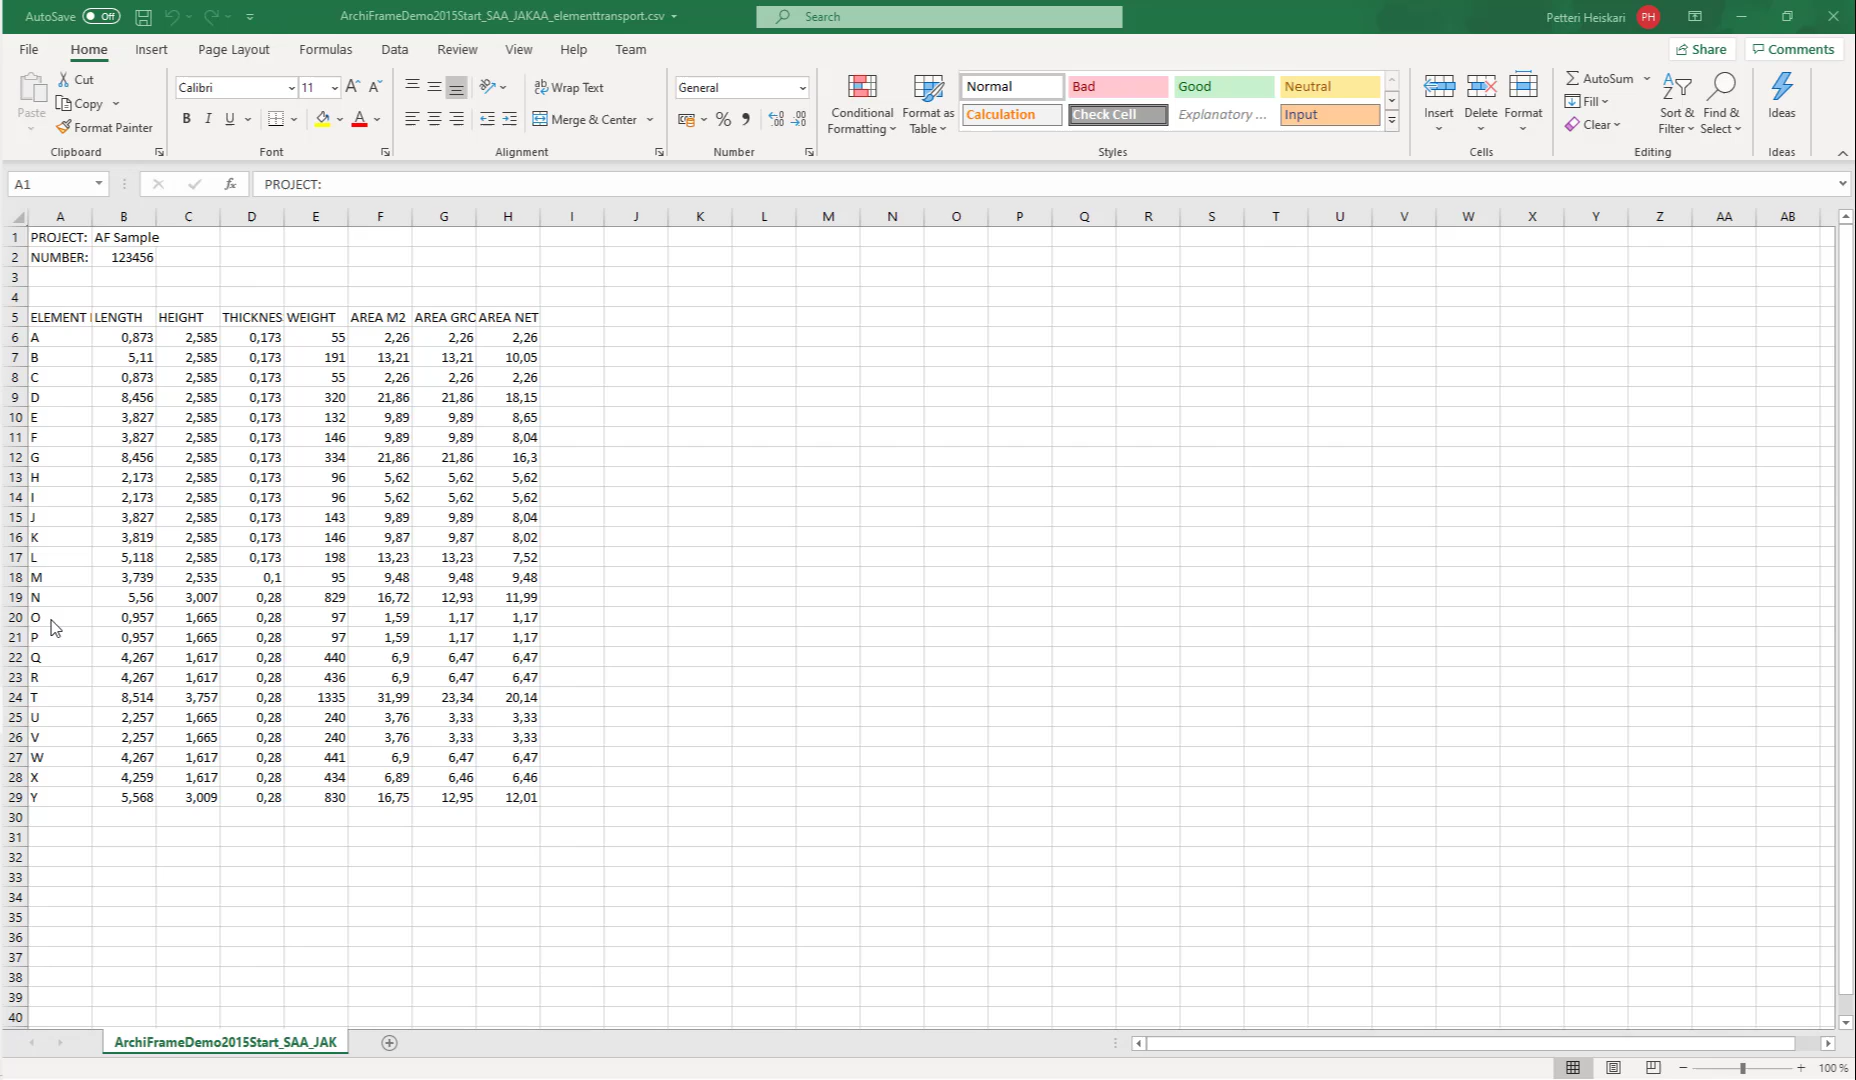 AutoSave Off ArchiFrameDemo2015Start_SAA_JAKAA_elementtransport.csv Search Petteri Heiskari PH
File Home Insert Page Layout Formulas Data Review View Help Team Share Comments
Paste Cut Copy Format Painter Clipboard
Calibri 11 B I U Font
Wrap Text Merge & Center Alignment
General % Number
Conditional Formatting Format as Table Normal Bad Good Neutral Calculation Check Cell Explanatory ... Input Styles
Insert Delete Format Cells
AutoSum Fill Clear Sort & Filter Find & Select Editing
Ideas Ideas
A1 fx PROJECT:
A B C D E F G H I J K L M N O P Q R S T U V W X Y Z AA AB
1 PROJECT: AF Sample
2 NUMBER: 123456
3
4
5 ELEMENT LENGTH HEIGHT THICKNES WEIGHT AREA M2 AREA GRO AREA NET
6 A 0,873 2,585 0,173 55 2,26 2,26 2,26
7 B 5,11 2,585 0,173 191 13,21 13,21 10,05
8 C 0,873 2,585 0,173 55 2,26 2,26 2,26
9 D 8,456 2,585 0,173 320 21,86 21,86 18,15
10 E 3,827 2,585 0,173 132 9,89 9,89 8,65
11 F 3,827 2,585 0,173 146 9,89 9,89 8,04
12 G 8,456 2,585 0,173 334 21,86 21,86 16,3
13 H 2,173 2,585 0,173 96 5,62 5,62 5,62
14 I 2,173 2,585 0,173 96 5,62 5,62 5,62
15 J 3,827 2,585 0,173 143 9,89 9,89 8,04
16 K 3,819 2,585 0,173 146 9,87 9,87 8,02
17 L 5,118 2,585 0,173 198 13,23 13,23 7,52
18 M 3,739 2,535 0,1 95 9,48 9,48 9,48
19 N 5,56 3,007 0,28 829 16,72 12,93 11,99
20 O 0,957 1,665 0,28 97 1,59 1,17 1,17
21 P 0,957 1,665 0,28 97 1,59 1,17 1,17
22 Q 4,267 1,617 0,28 440 6,9 6,47 6,47
23 R 4,267 1,617 0,28 436 6,9 6,47 6,47
24 T 8,514 3,757 0,28 1335 31,99 23,34 20,14
25 U 2,257 1,665 0,28 240 3,76 3,33 3,33
26 V 2,257 1,665 0,28 240 3,76 3,33 3,33
27 W 4,267 1,617 0,28 441 6,9 6,47 6,47
28 X 4,259 1,617 0,28 434 6,89 6,46 6,46
29 Y 5,568 3,009 0,28 830 16,75 12,95 12,01
30
31
32
33
34
35
36
37
38
39
40
ArchiFrameDemo2015Start_SAA_JAK
100 %